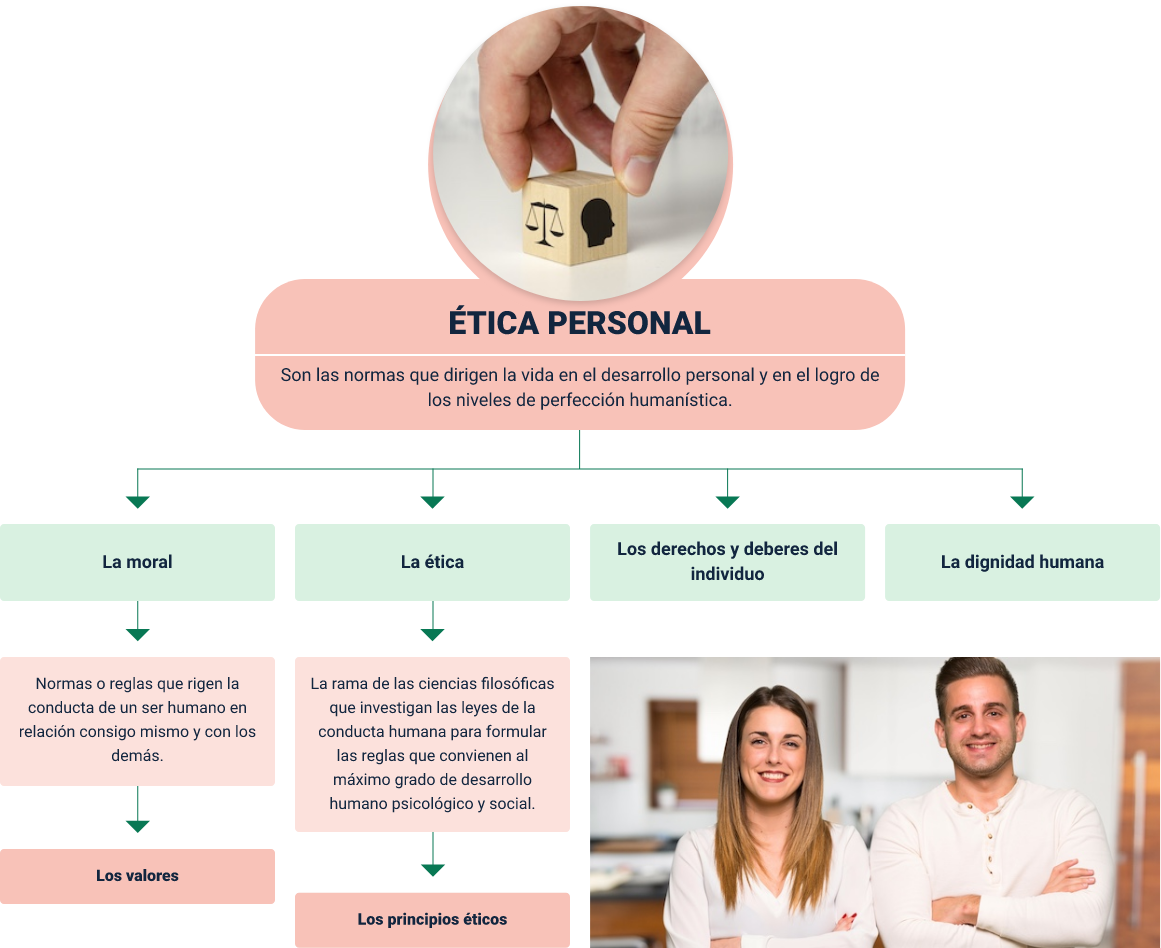 ÉTICA PERSONAL
Son las normas que dirigen la vida en el desarrollo personal y en el logro de
los niveles de perfección humanística.
La moral
La ética
Los derechos y deberes del
individuo
La dignidad humana
Normas o reglas que rigen la
conducta de un ser humano en
relación consigo mismo y con los
demás.
La rama de las ciencias filosóficas
que investigan las leyes de la
conducta humana para formular
las reglas que convienen al
máximo grado de desarrollo
humano psicológico y social.
Los valores
Los principios éticos